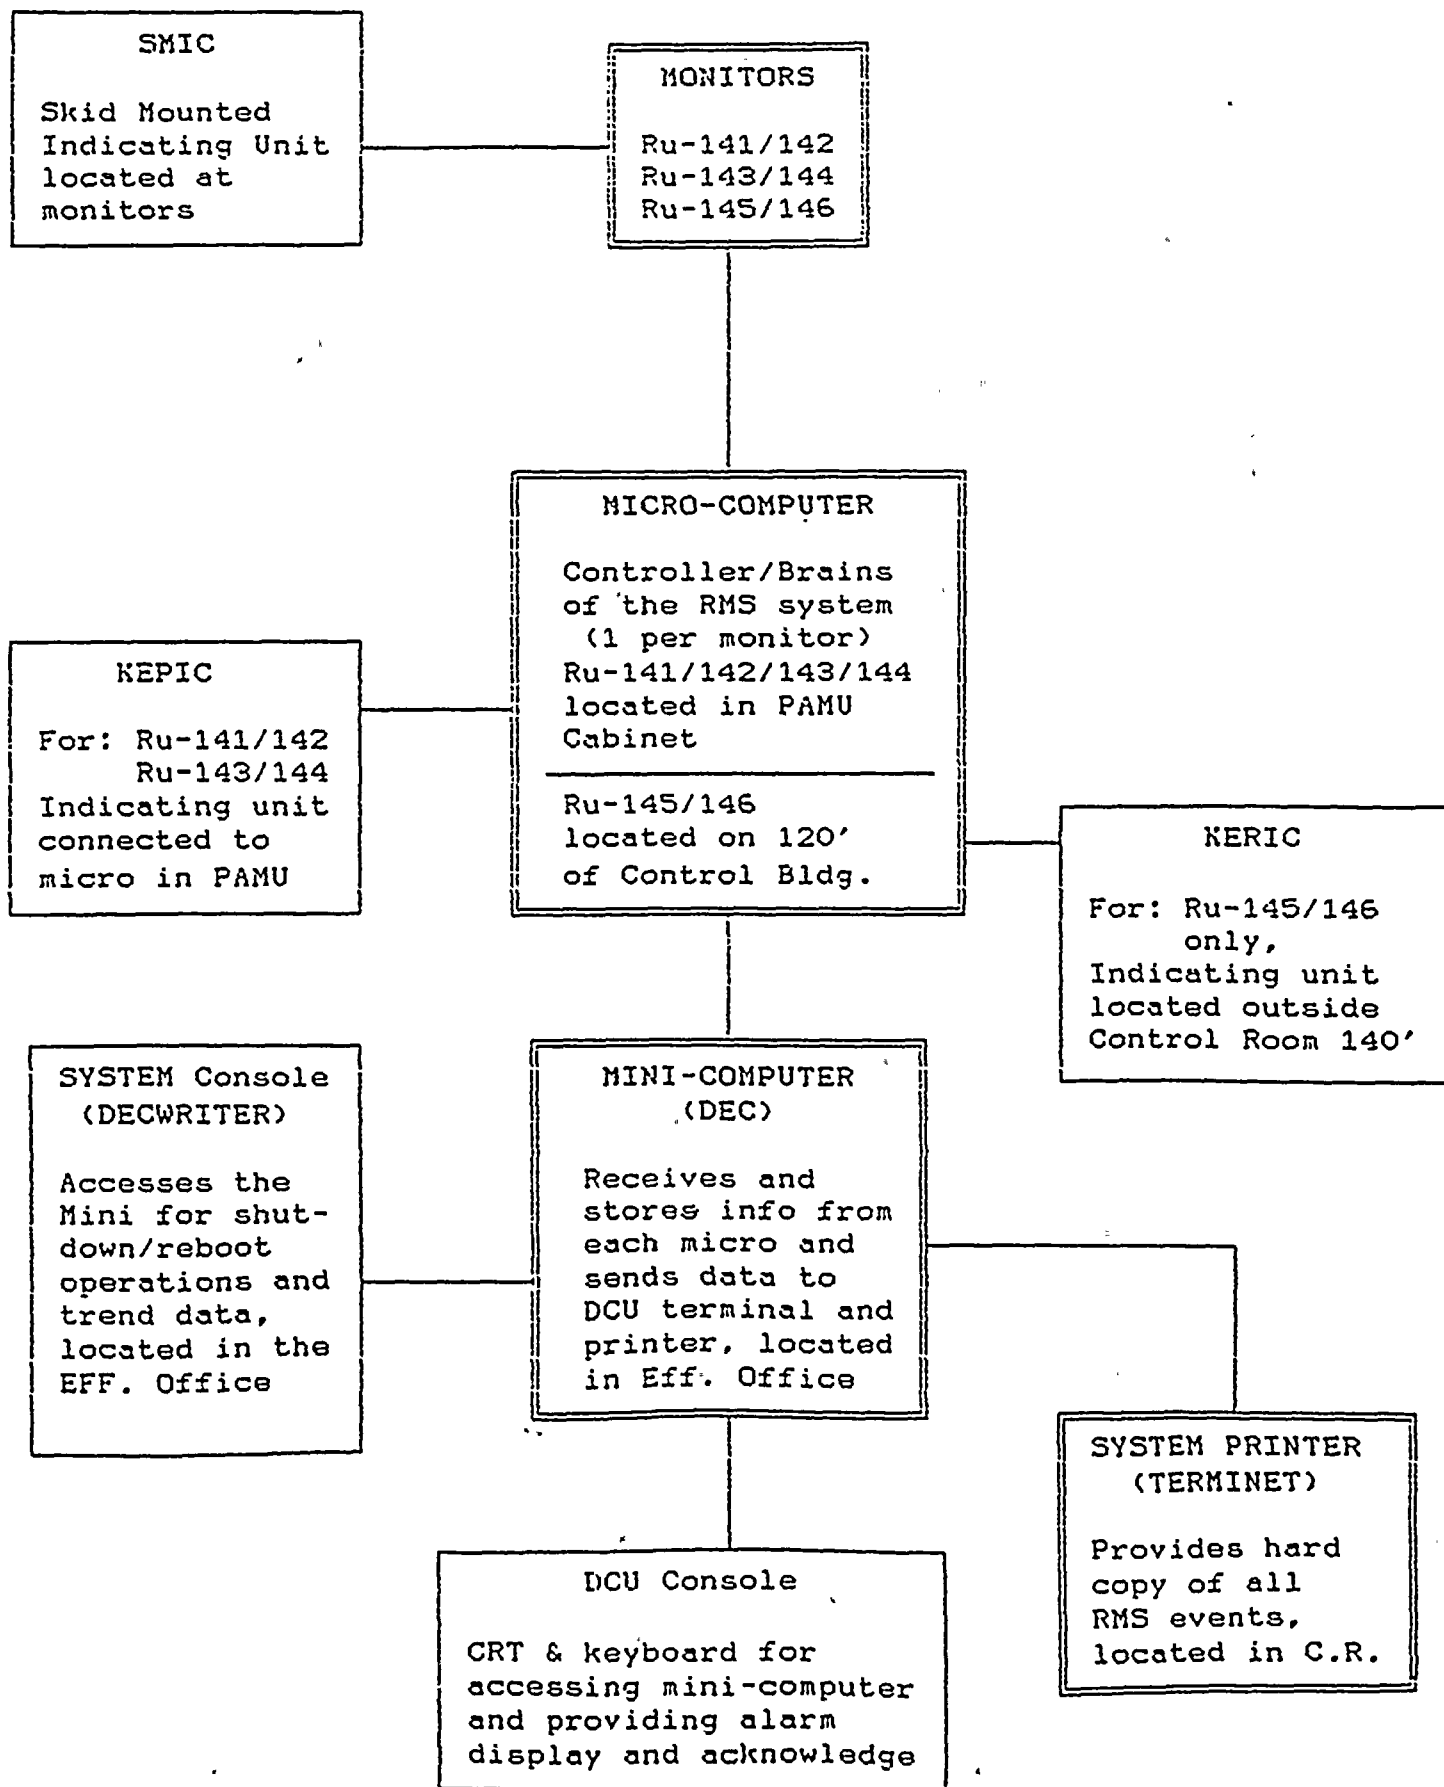 SMIC
Skid Mounted
Indicating Unit
located at
monitors
MONITORS
Ru-141/142
Ru-143/144
Ru-145/146
MICRO-COMPUTER
Controller/Brains
of the RMS system
(1 per monitor)
Ru-141/142/143/144
located in PAMU
Cabinet
Ru-145/146
located on 120'
of Control Bldg.
KEPIC
For: Ru-141/142
Ru-143/144
Indicating unit
connected to
micro in PAMU
KERIC
For: Ru-145/146
only,
Indicating unit
located outside
Control Room 140'
SYSTEM Console
(DECWRITER)
Accesses the
Mini for shut-
down/reboot
operations and
trend data,
located in the
EFF. Office
MINI-COMPUTER
(DEC)
Receives and
stores info from
each micro and
sends data to
DCU terminal and
printer, located
in Eff. Office
SYSTEM PRINTER
(TERMINET)
Provides hard
copy of all
RMS events,
located in C.R.
DCU Console
CRT & keyboard for
accessing mini-computer
and providing alarm
display and acknowledge